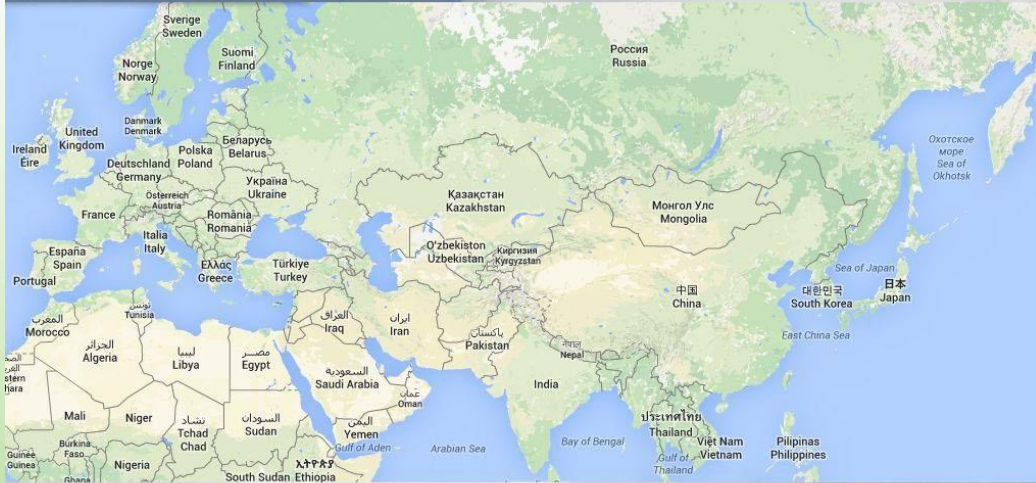 Sverige
Sweden
Norge
Norway
Suomi
Finland
Россия
Russia
Danmark
Denmark
United
Kingdom
Ireland
Éire
Беларусь
Belarus
Polska
Poland
Deutschland
Germany
Охотское
море
Sea of
Okhotsk
Україна
Ukraine
Österreich
Austria
Қазақстан
Kazakhstan
Монгол Улс
Mongolia
France
România
Romania
Italia
Italy
España
Spain
Portugal
Ελλάς
Greece
Türkiye
Turkey
O'zbekiston
Uzbekistan
Киргизия
Kyrgyzstan
中国
China
Sea of Japan
대한민국
South Korea
日本
Japan
تونس
Tunisia
المغرب
Morocco
العراق
Iraq
ایران
Iran
پاکستان
Pakistan
नेपाल
Nepal
East China Sea
الجزائر
Algeria
ليبيا
Libya
مصر
Egypt
السعودية
Saudi Arabia
عمان
Oman
India
Mali
Niger
تشاد
Tchad
Chad
السودان
Sudan
اليمن
Yemen
Gulf of Aden
Arabian Sea
Bay of Bengal
ประเทศไทย
Thailand
Việt Nam
Vietnam
Gulf of
Thailand
Pilipinas
Philippines
Burkina
Faso
Guinée
Guinea
Nigeria
Ghana
South Sudan
ኢትዮጵያ
Ethiopia